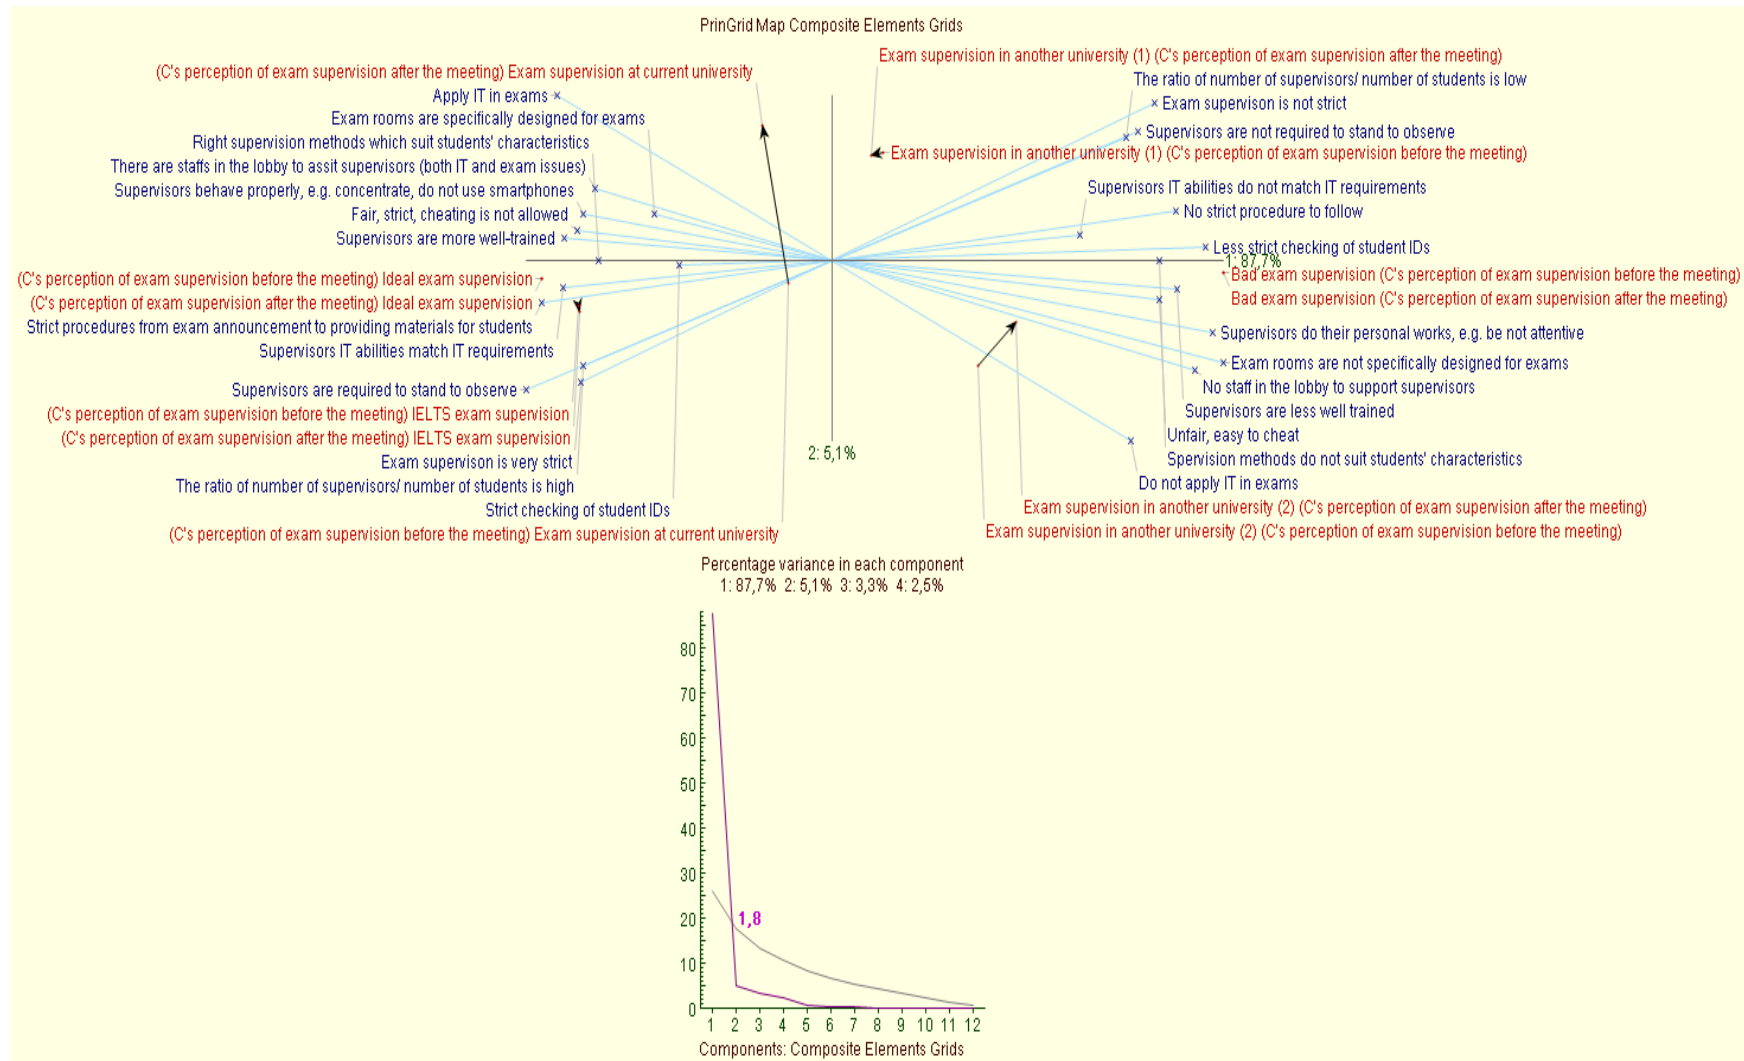 PrinGrid Map Composite Elements Grids
Exam supervision in another university (1) (C's perception of exam supervision after the meeting)
(C's perception of exam supervision after the meeting) Exam supervision at current university
The ratio of number of supervisors/ number of students is low
Apply IT in exams
Exam supervison is not strict
Exam rooms are specifically designed for exams
Supervisors are not required to stand to observe
Right supervision methods which suit students' characteristics
Exam supervision in another university (1) (C's perception of exam supervision before the meeting)
There are staffs in the lobby to assit supervisors (both IT and exam issues)
Supervisors behave properly, e.g. concentrate, do not use smartphones
Supervisors IT abilities do not match IT requirements
Fair, strict, cheating is not allowed
No strict procedure to follow
Supervisors are more well-trained
Less strict checking of student IDs
1: 87,7%
(C's perception of exam supervision before the meeting) Ideal exam supervision
Bad exam supervision (C's perception of exam supervision before the meeting)
(C's perception of exam supervision after the meeting) Ideal exam supervision
Bad exam supervision (C's perception of exam supervision after the meeting)
Strict procedures from exam announcement to providing materials for students
Supervisors do their personal works, e.g. be not attentive
Supervisors IT abilities match IT requirements
Exam rooms are not specifically designed for exams
Supervisors are required to stand to observe
No staff in the lobby to support supervisors
(C's perception of exam supervision before the meeting) IELTS exam supervision
Supervisors are less well trained
(C's perception of exam supervision after the meeting) IELTS exam supervision
Unfair, easy to cheat
2: 5,1%
Exam supervison is very strict
Spervision methods do not suit students' characteristics
The ratio of number of supervisors/ number of students is high
Do not apply IT in exams
Strict checking of student IDs
Exam supervision in another university (2) (C's perception of exam supervision after the meeting)
(C's perception of exam supervision before the meeting) Exam supervision at current university
Exam supervision in another university (2) (C's perception of exam supervision before the meeting)
Percentage variance in each component
1: 87,7% 2: 5,1% 3: 3,3% 4: 2,5%
80
70
60
50
40
30
20
1,8
10
0
1 2 3 4 5 6 7 8 9 10 11 12
Components: Composite Elements Grids